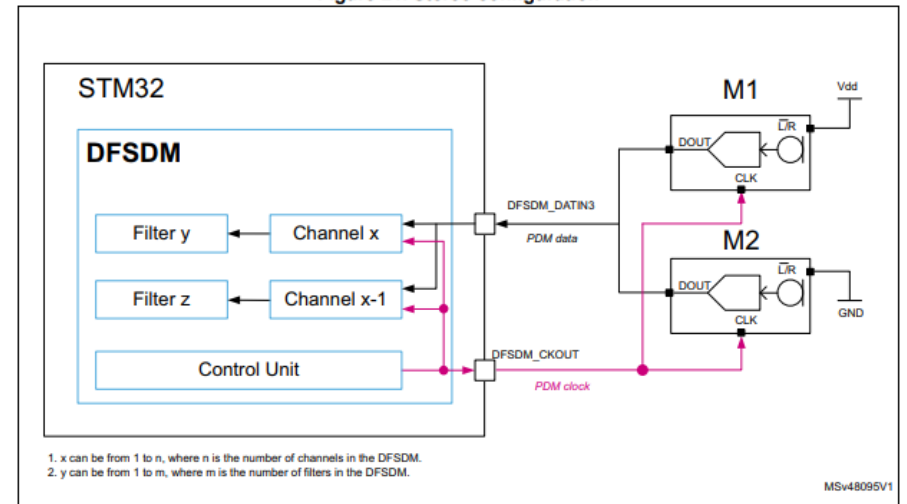 STM32
DFSDM
Filter y
Channel x
Filter z
Channel x-1
Control Unit
DFSDM_DATIN3
PDM data
DFSDM_CKOUT
PDM clock
M1
Vdd
L/R
DOUT
CLK
M2
L/R
DOUT
CLK
GND
1. x can be from 1 to n, where n is the number of channels in the DFSDM.
2. y can be from 1 to m, where m is the number of filters in the DFSDM.
MSv48095V1